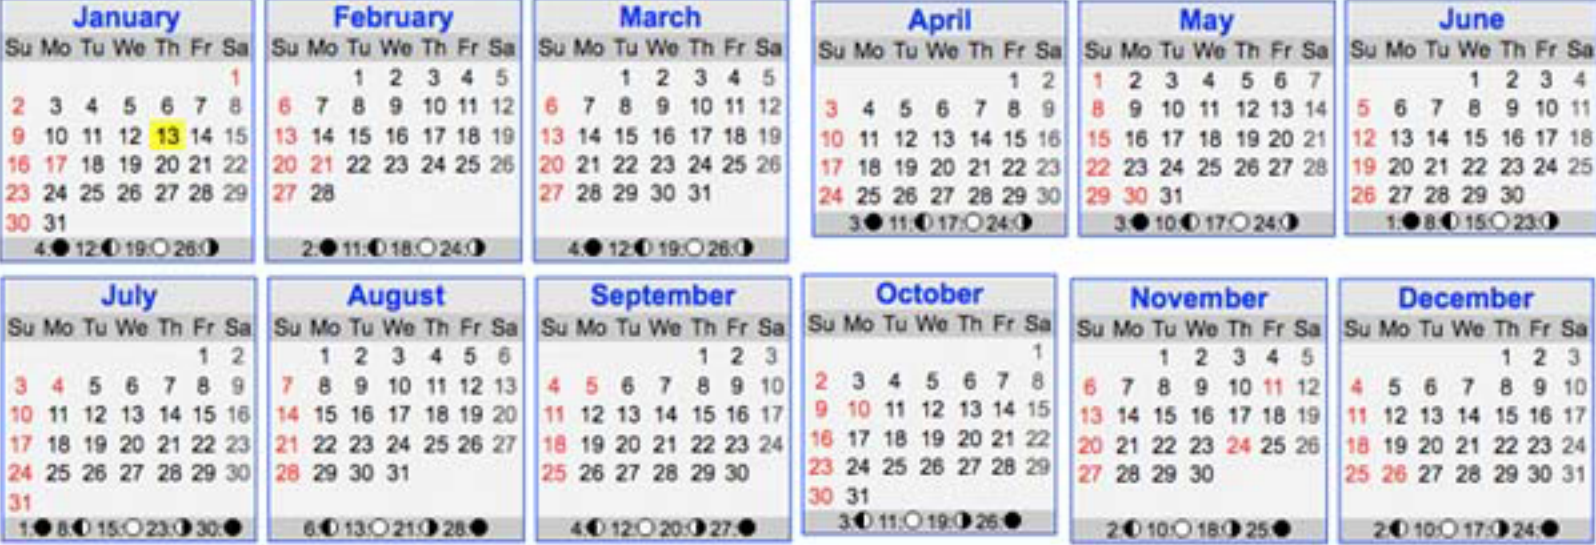 January
Su Mo Tu We Th Fr Sa
1
2 3 4 5 6 7 8
9 10 11 12 13 14 15
16 17 18 19 20 21 22
23 24 25 26 27 28 29
30 31
4: 12: 19: 26:
February
Su Mo Tu We Th Fr Sa
1 2 3 4 5
6 7 8 9 10 11 12
13 14 15 16 17 18 19
20 21 22 23 24 25 26
27 28
2: 11: 18: 24:
March
Su Mo Tu We Th Fr Sa
1 2 3 4 5
6 7 8 9 10 11 12
13 14 15 16 17 18 19
20 21 22 23 24 25 26
27 28 29 30 31
4: 12: 19: 26:
April
Su Mo Tu We Th Fr Sa
1 2
3 4 5 6 7 8 9
10 11 12 13 14 15 16
17 18 19 20 21 22 23
24 25 26 27 28 29 30
3: 11: 17: 24:
May
Su Mo Tu We Th Fr Sa
1 2 3 4 5 6 7
8 9 10 11 12 13 14
15 16 17 18 19 20 21
22 23 24 25 26 27 28
29 30 31
3: 10: 17: 24:
June
Su Mo Tu We Th Fr Sa
1 2 3 4
5 6 7 8 9 10 11
12 13 14 15 16 17 18
19 20 21 22 23 24 25
26 27 28 29 30
1: 8: 15: 23:
July
Su Mo Tu We Th Fr Sa
1 2
3 4 5 6 7 8 9
10 11 12 13 14 15 16
17 18 19 20 21 22 23
24 25 26 27 28 29 30
31
1: 8: 15: 23: 30:
August
Su Mo Tu We Th Fr Sa
1 2 3 4 5 6
7 8 9 10 11 12 13
14 15 16 17 18 19 20
21 22 23 24 25 26 27
28 29 30 31
6: 13: 21: 28:
September
Su Mo Tu We Th Fr Sa
1 2 3
4 5 6 7 8 9 10
11 12 13 14 15 16 17
18 19 20 21 22 23 24
25 26 27 28 29 30
4: 12: 20: 27:
October
Su Mo Tu We Th Fr Sa
1
2 3 4 5 6 7 8
9 10 11 12 13 14 15
16 17 18 19 20 21 22
23 24 25 26 27 28 29
30 31
3: 11: 19: 26:
November
Su Mo Tu We Th Fr Sa
1 2 3 4 5
6 7 8 9 10 11 12
13 14 15 16 17 18 19
20 21 22 23 24 25 26
27 28 29 30
2: 10: 18: 25:
December
Su Mo Tu We Th Fr Sa
1 2 3
4 5 6 7 8 9 10
11 12 13 14 15 16 17
18 19 20 21 22 23 24
25 26 27 28 29 30 31
2: 10: 17: 24: